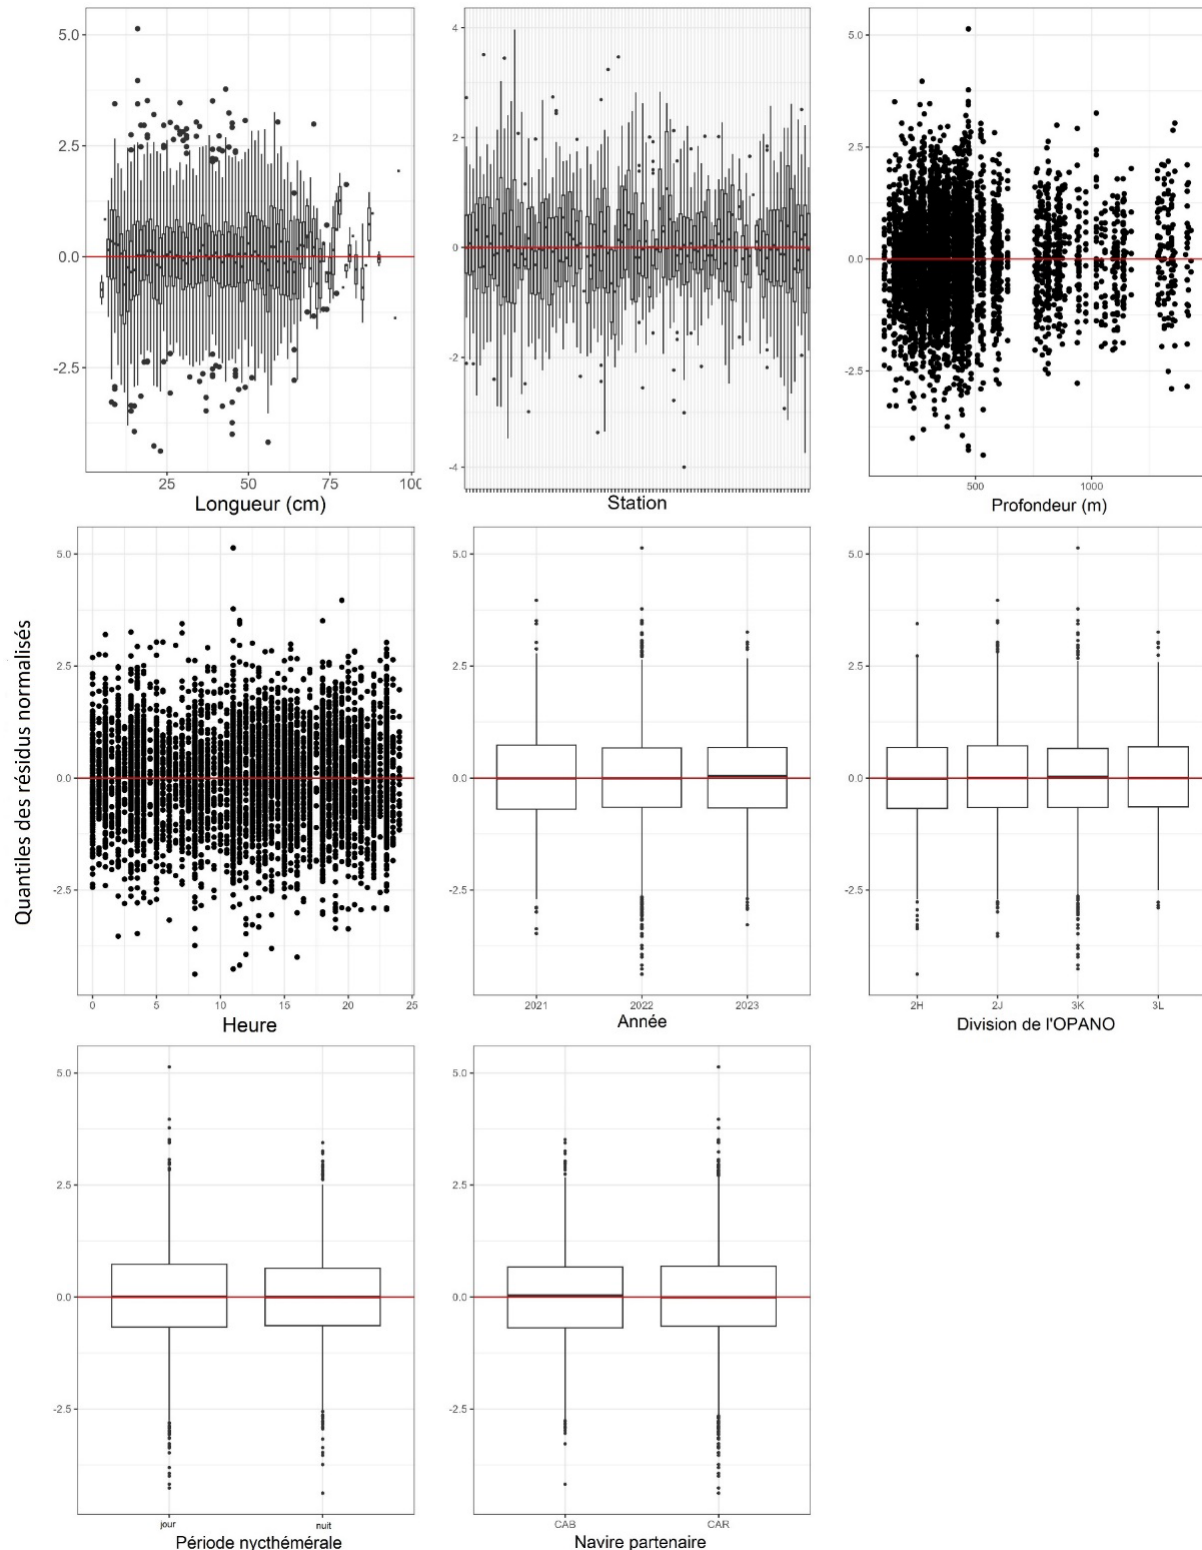 5.0
2.5
0.0
-2.5
25
50
75
100
Longueur (cm)
4
2
0
-2
-4
Station
5.0
2.5
0.0
-2.5
500
1000
Profondeur (m)
Quantiles des résidus normalisés
5.0
2.5
0.0
-2.5
0
5
10
15
20
25
Heure
5.0
2.5
0.0
-2.5
2021
2022
2023
Année
5.0
2.5
0.0
-2.5
2H
2J
3K
3L
Division de l'OPANO
5.0
2.5
0.0
-2.5
jour
nuit
Période nycthémérale
5.0
2.5
0.0
-2.5
CAB
CAR
Navire partenaire